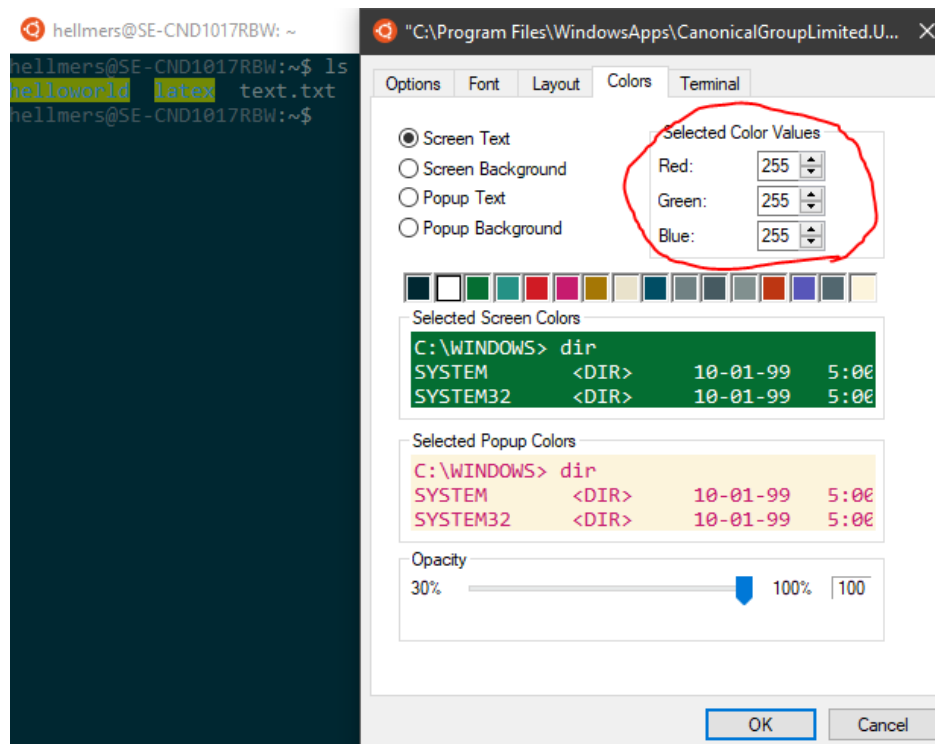 hellmers@SE-CND1017RBW: ~
hellmers@SE-CND1017RBW:~$ ls
helloworld latex text.txt
hellmers@SE-CND1017RBW:~$
"C:\Program Files\WindowsApps\CanonicalGroupLimited.U...
Options Font Layout Colors Terminal
Screen Text
Screen Background
Popup Text
Popup Background
Selected Color Values
Red: 255
Green: 255
Blue: 255
Selected Screen Colors
C:\WINDOWS> dir
SYSTEM <DIR> 10-01-99 5:00
SYSTEM32 <DIR> 10-01-99 5:00
Selected Popup Colors
C:\WINDOWS> dir
SYSTEM <DIR> 10-01-99 5:00
SYSTEM32 <DIR> 10-01-99 5:00
Opacity
30% 100% 100
OK Cancel